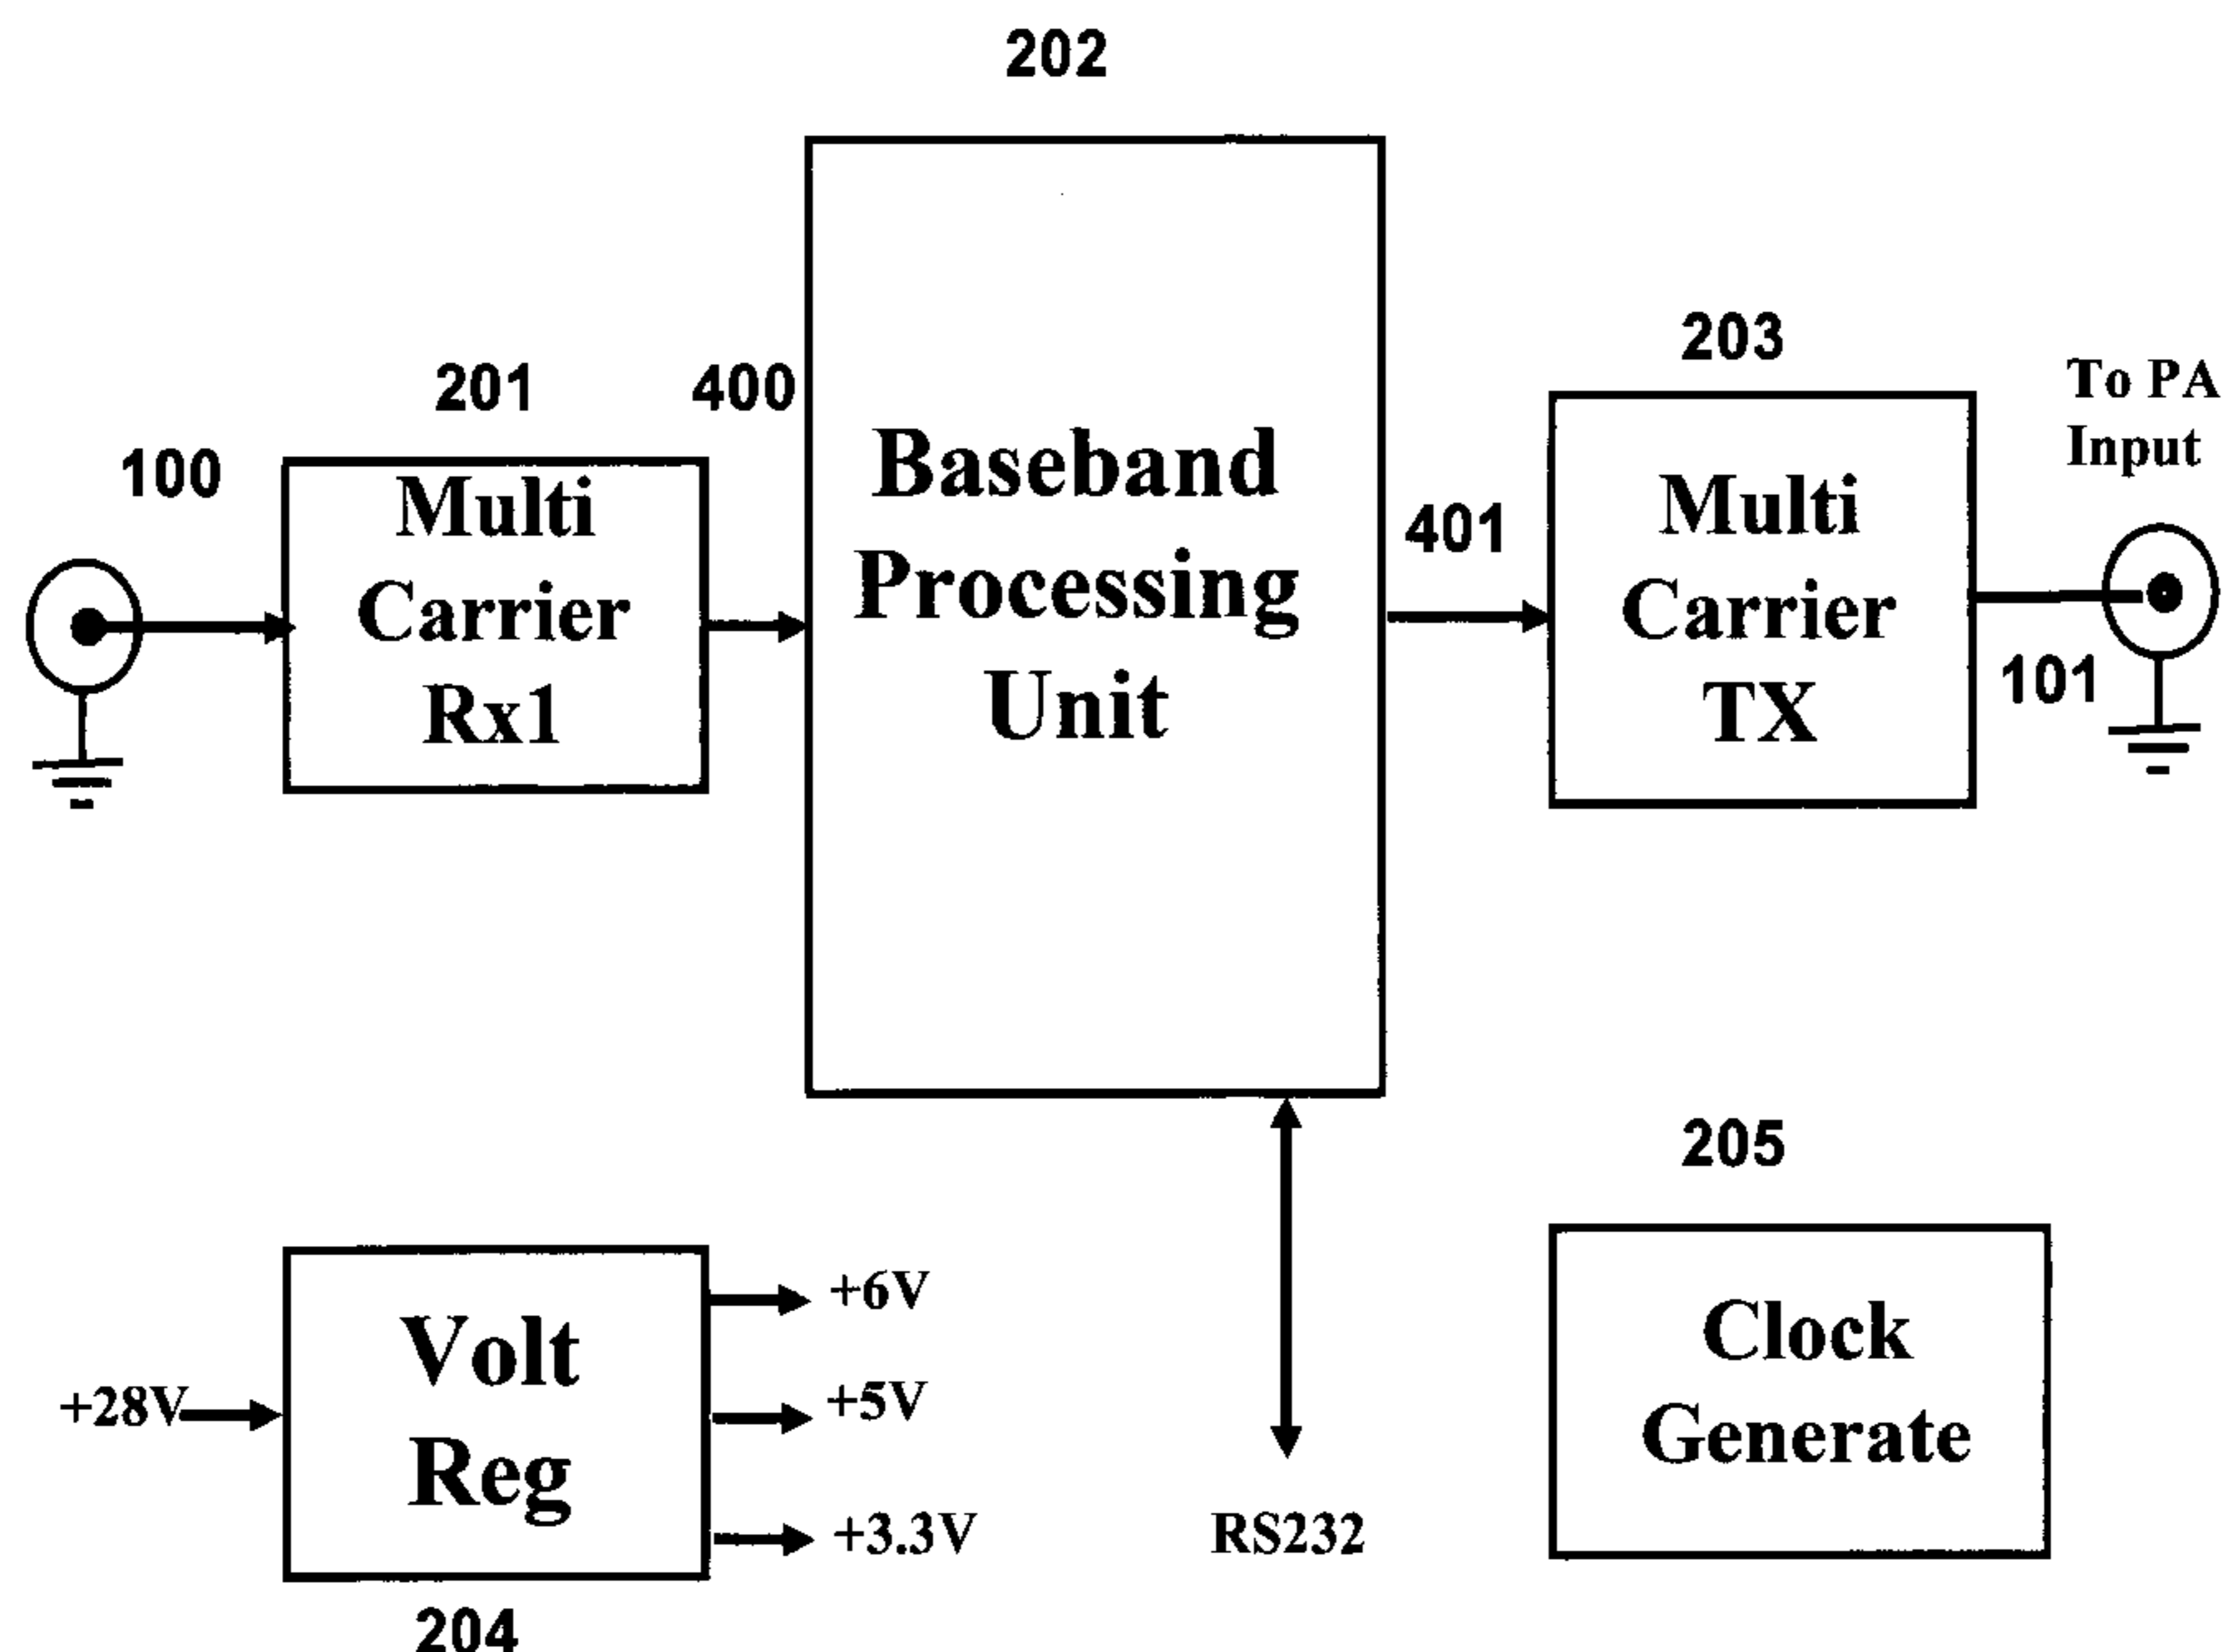 202
203
To PA
Input
201
400
100
Multi
Carrier
Rx1
Baseband
Processing
Unit
401
Multi
Carrier
TX
101
205
Volt
Reg
+28V
+6V
+5V
+3.3V
204
RS232
Clock
Generate